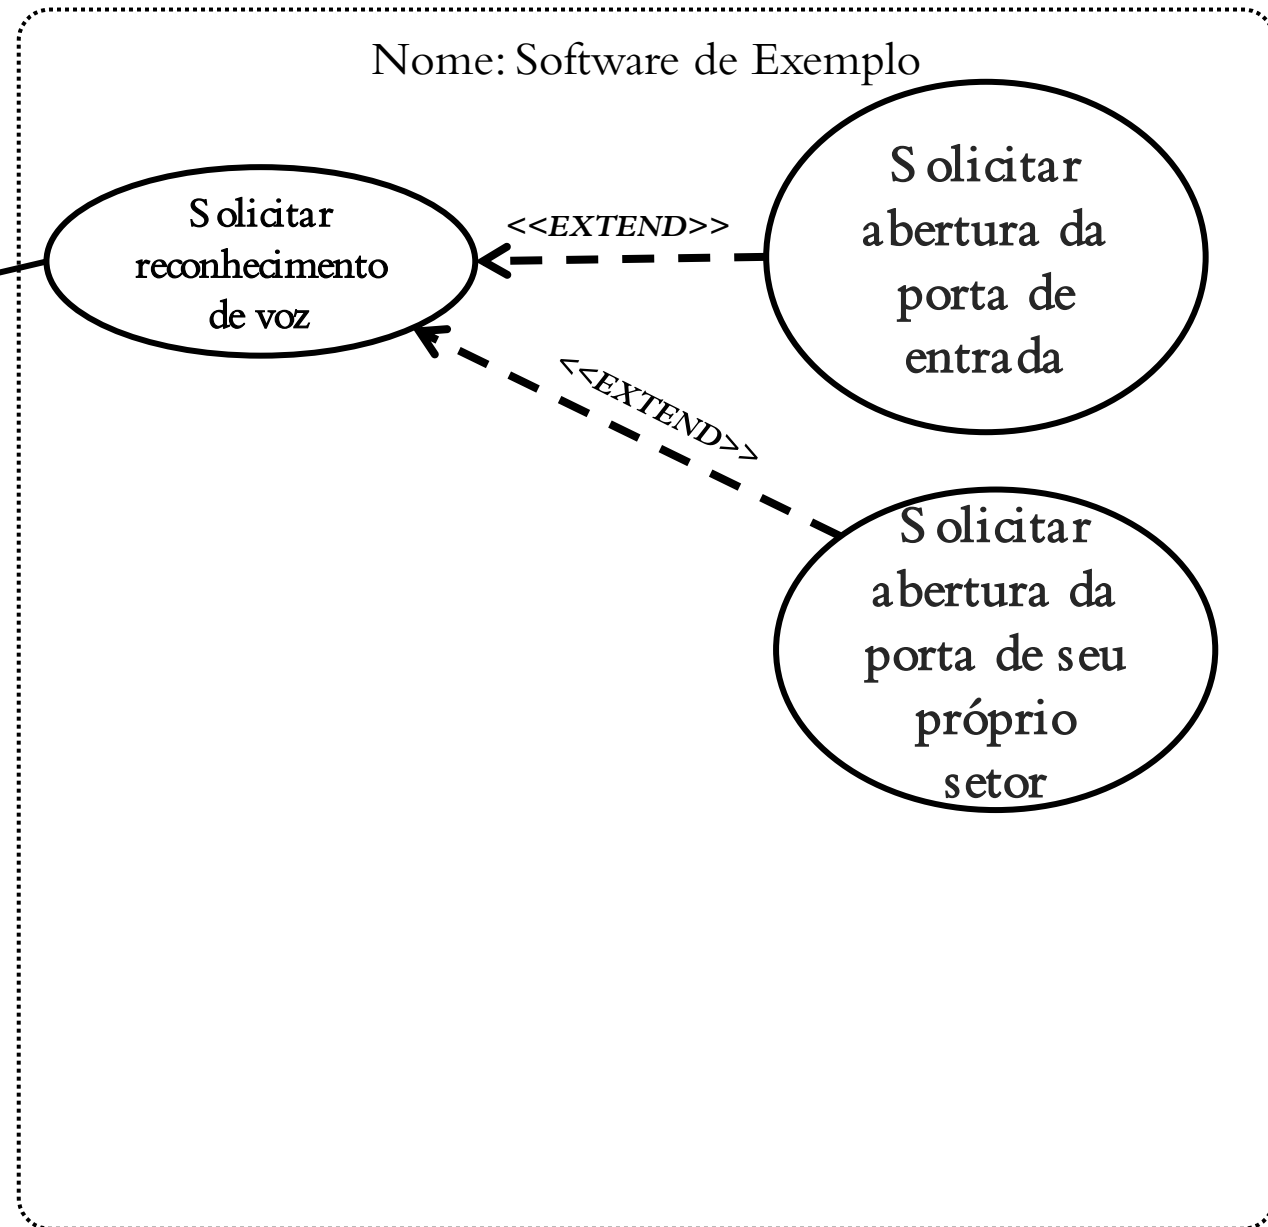 Nome: Software de Exemplo
Solicitar
reconhecimento
de voz
<<EXTEND>>
Solicitar
abertura da
porta de
entrada
<<EXTEND>>
Solicitar
abertura da
porta de seu
próprio
setor